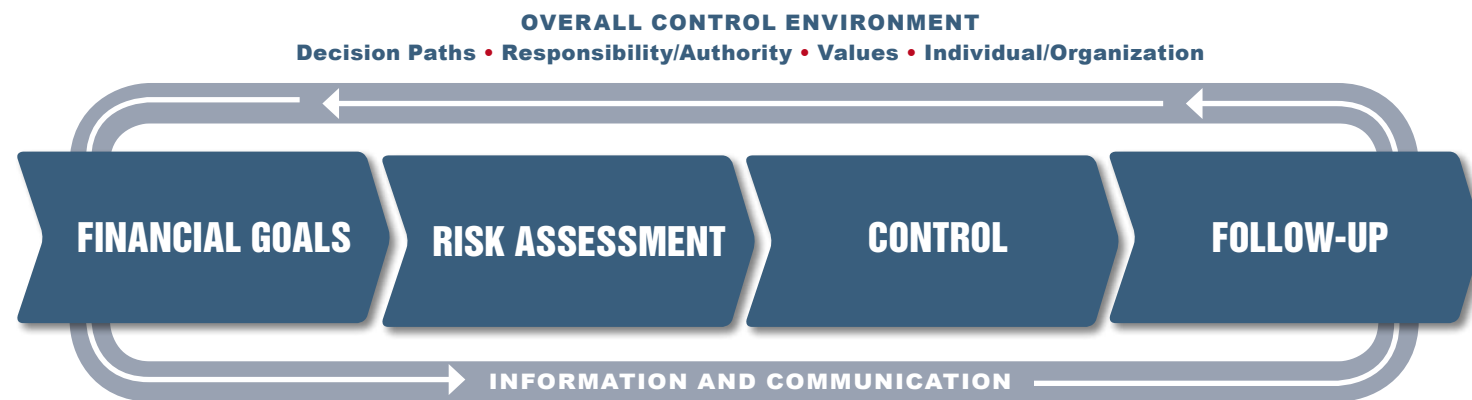 OVERALL CONTROL ENVIRONMENT
Decision Paths • Responsibility/Authority • Values • Individual/Organization
FINANCIAL GOALS
RISK ASSESSMENT
CONTROL
FOLLOW-UP
INFORMATION AND COMMUNICATION